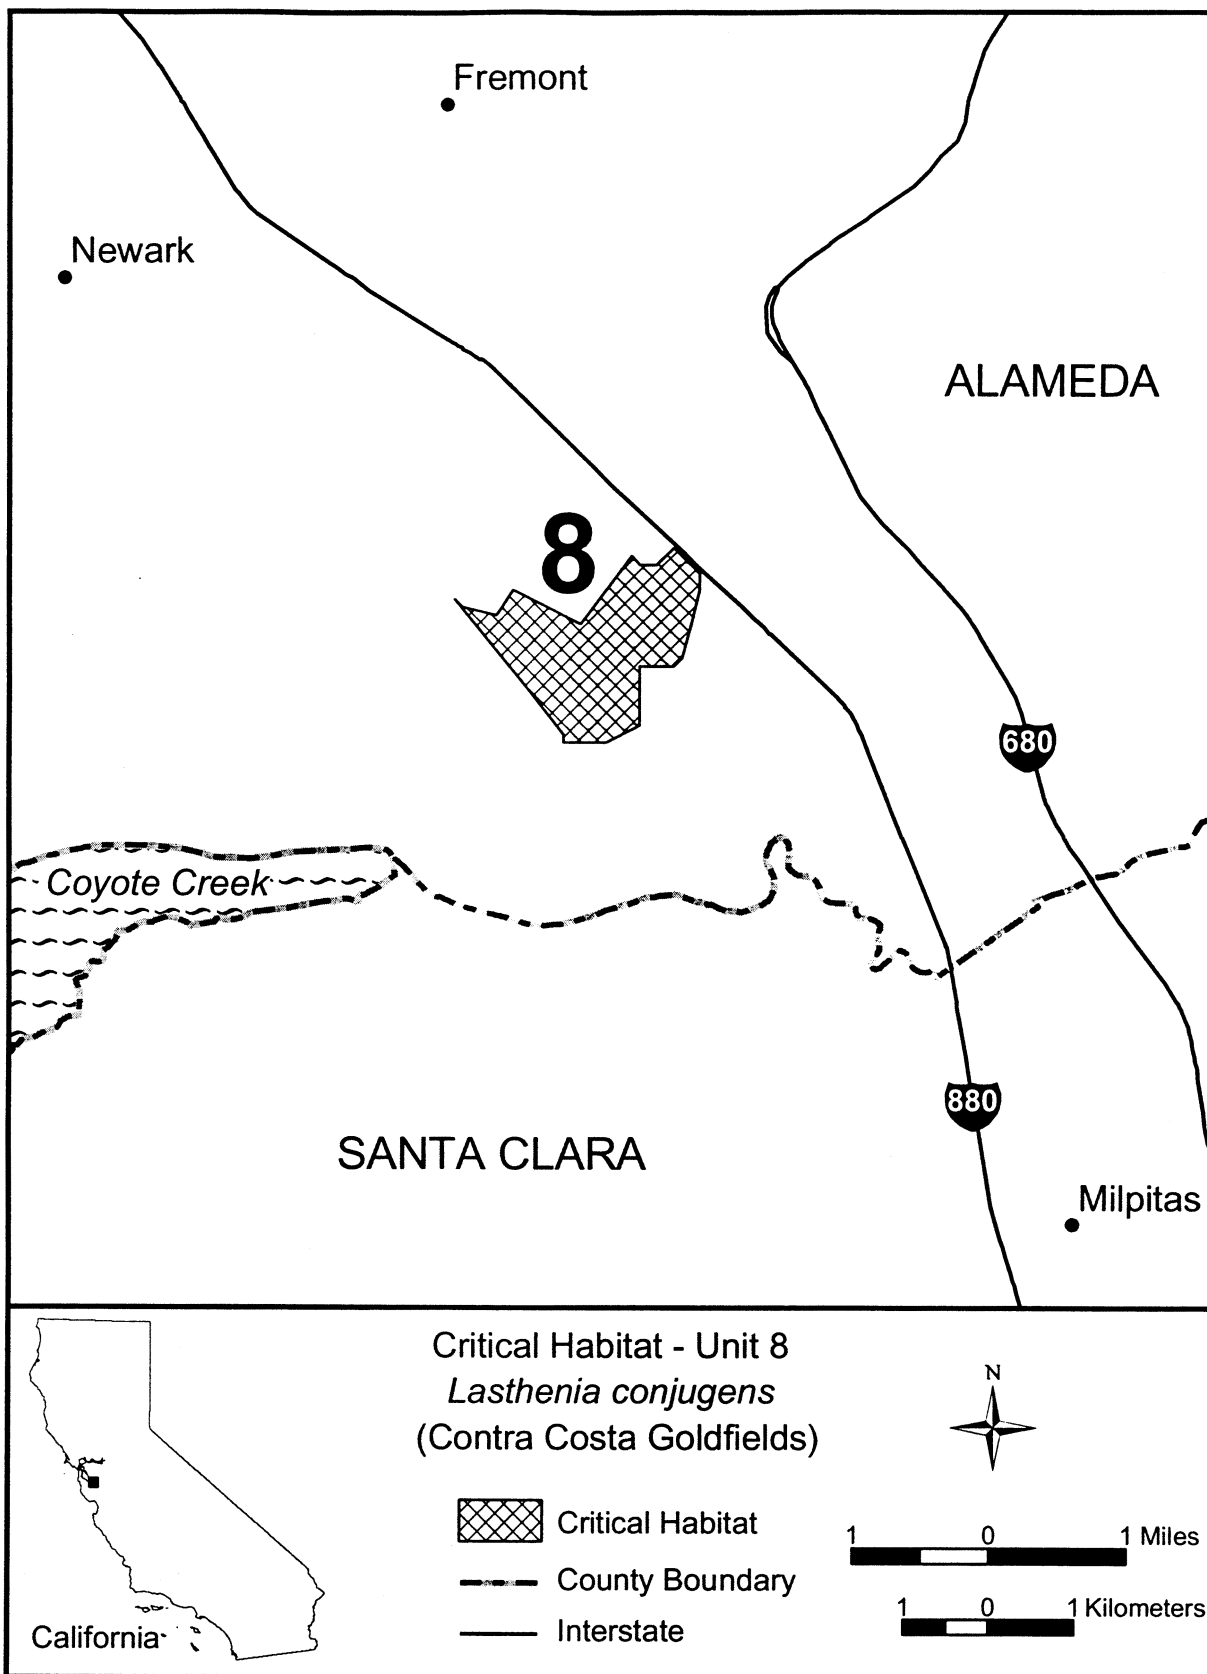 Fremont
Newark
ALAMEDA
8
680
Coyote Creek
880
SANTA CLARA
Milpitas
Critical Habitat - Unit 8
Lasthenia conjugens
(Contra Costa Goldfields)
N
Critical Habitat
County Boundary
Interstate
1 0 1 Miles
1 0 1 Kilometers
California